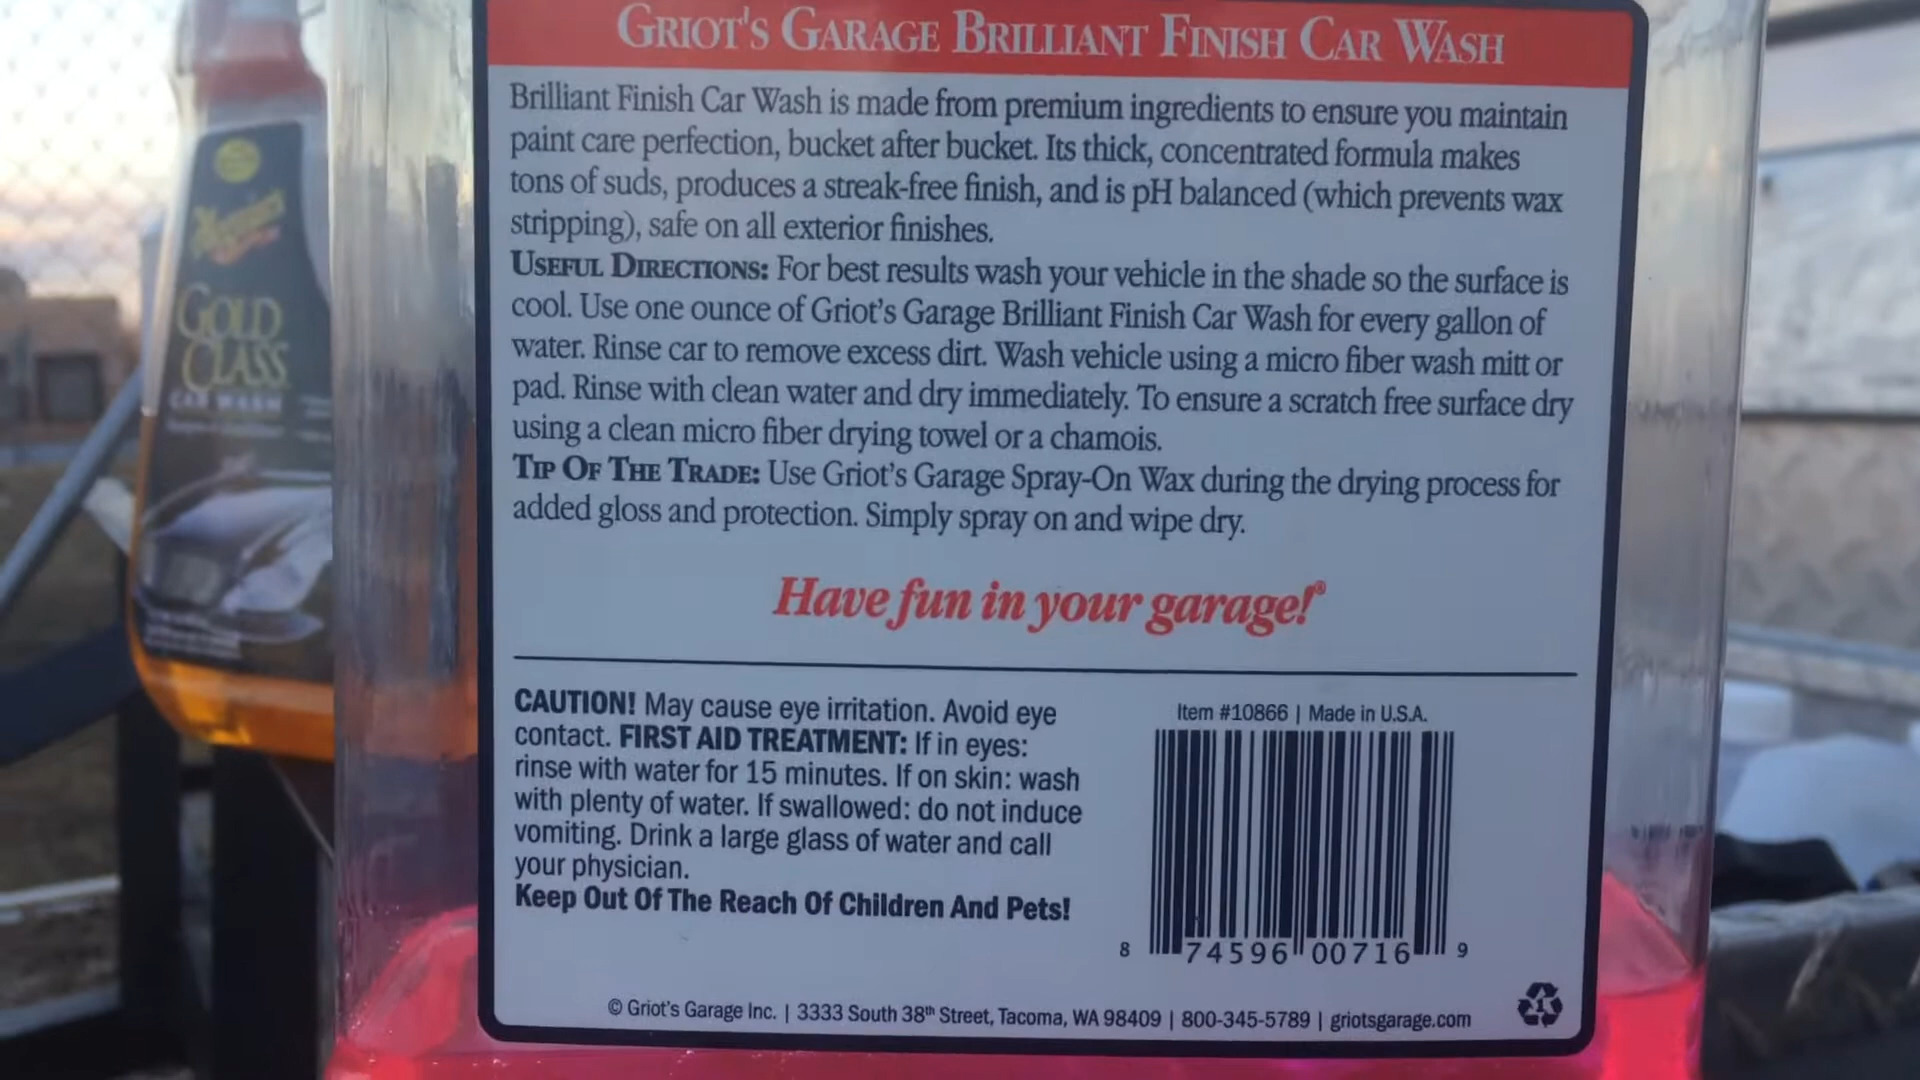 GRIOT'S GARAGE BRILLIANT FINISH CAR WASH
Brilliant Finish Car Wash is made from premium ingredients to ensure you maintain
paint care perfection, bucket after bucket. Its thick, concentrated formula makes
tons of suds, produces a streak-free finish, and is pH balanced (which prevents wax
stripping), safe on all exterior finishes.
USEFUL DIRECTIONS: For best results wash your vehicle in the shade so the surface is
cool. Use one ounce of Griot's Garage Brilliant Finish Car Wash for every gallon of
water. Rinse car to remove excess dirt. Wash vehicle using a micro fiber wash mitt or
pad. Rinse with clean water and dry immediately. To ensure a scratch free surface dry
using a clean micro fiber drying towel or a chamois.
TIP OF THE TRADE: Use Griot's Garage Spray-On Wax during the drying process for
added gloss and protection. Simply spray on and wipe dry.
Have fun in your garage!®
CAUTION! May cause eye irritation. Avoid eye
contact. FIRST AID TREATMENT: If in eyes:
rinse with water for 15 minutes. If on skin: wash
with plenty of water. If swallowed: do not induce
vomiting. Drink a large glass of water and call
your physician.
Keep Out Of The Reach Of Children And Pets!
Item #10866 | Made in U.S.A.
8 74596 00716 9
© Griot's Garage Inc. | 3333 South 38th Street, Tacoma, WA 98409 | 800-345-5789 | griotsgarage.com
1
Meguiar's
GOLD
CLASS
CAR WASH